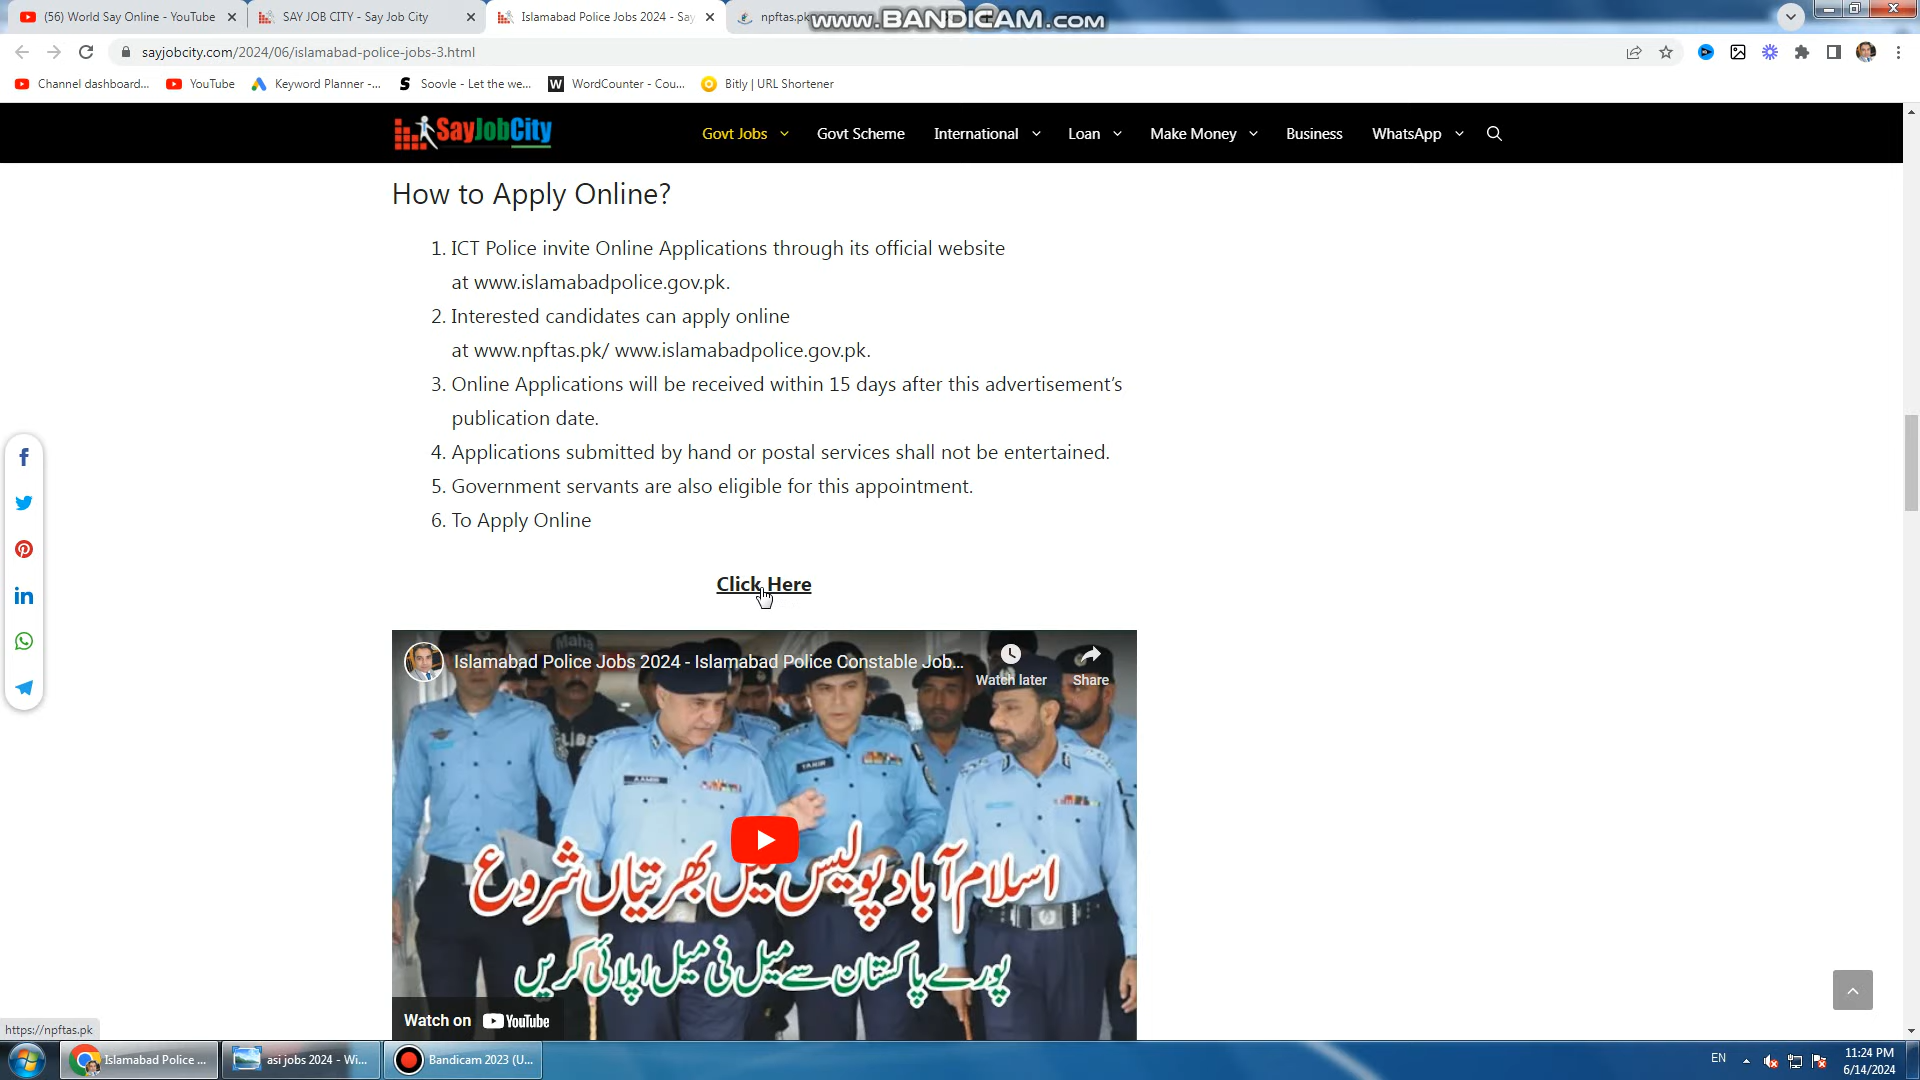 (56) World Say Online - YouTube
SAY JOB CITY - Say Job City
Islamabad Police Jobs 2024 - Say
npftas.pk
www.BANDICAM.com
sayjobcity.com/2024/06/islamabad-police-jobs-3.html
Channel dashboard...
YouTube
Keyword Planner -...
Soovle - Let the we...
WordCounter - Cou...
Bitly | URL Shortener
SayJobCity
Govt Jobs
Govt Scheme
International
Loan
Make Money
Business
WhatsApp
How to Apply Online?
1. ICT Police invite Online Applications through its official website
at www.islamabadpolice.gov.pk.
2. Interested candidates can apply online
at www.npftas.pk/ www.islamabadpolice.gov.pk.
3. Online Applications will be received within 15 days after this advertisement’s
publication date.
4. Applications submitted by hand or postal services shall not be entertained.
5. Government servants are also eligible for this appointment.
6. To Apply Online
Click Here
Islamabad Police Jobs 2024 - Islamabad Police Constable Job...
Watch later
Share
اسلام آباد پولیس میں بھرتیاں شروع
پورے پاکستان سے میل فی میل اپلائی کریں
Watch on YouTube
https://npftas.pk
Islamabad Police ...
asi jobs 2024 - Wi...
Bandicam 2023 (U...
EN
11:24 PM
6/14/2024